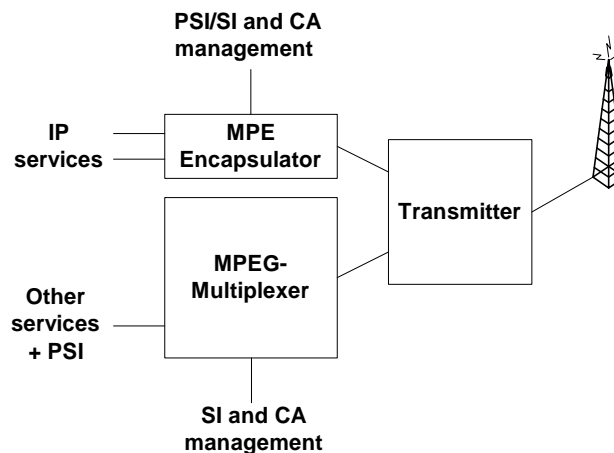 PSI/SI and CA
management
IP
services
MPE
Encapsulator
Transmitter
MPEG-
Multiplexer
Other
services
+ PSI
SI and CA
management